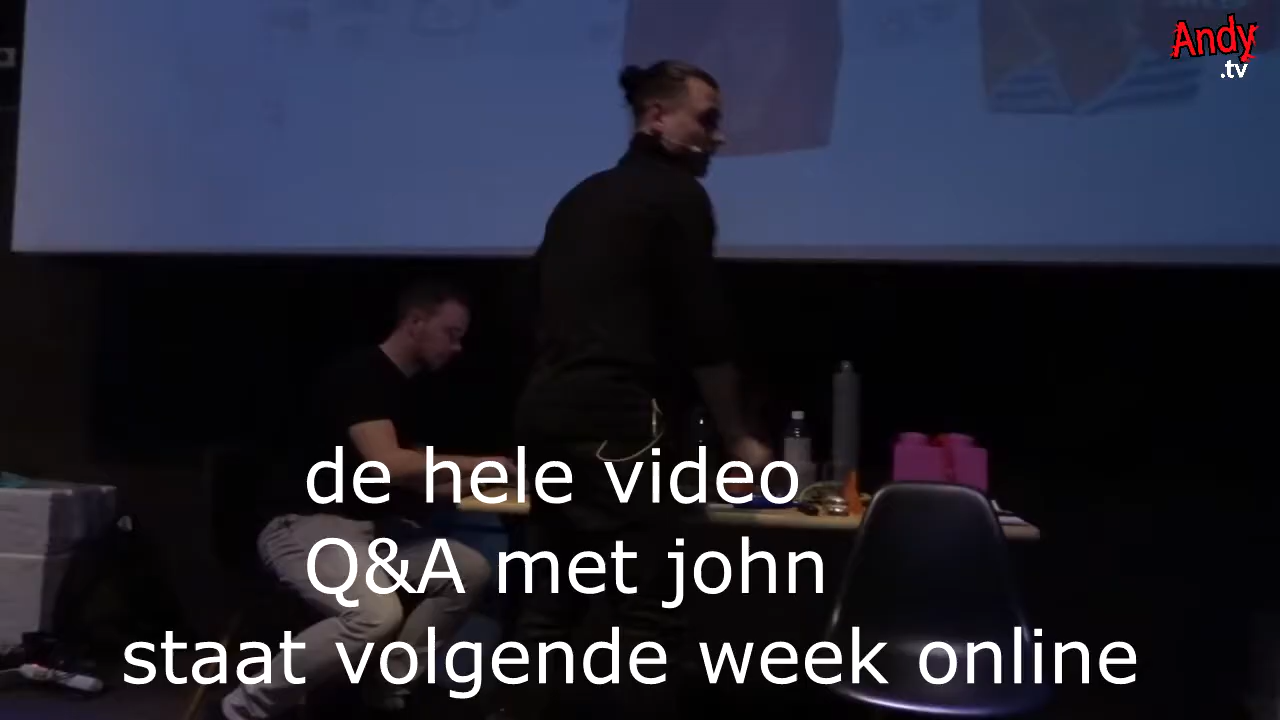 Andy
.tv
de hele video
Q&A met john
staat volgende week online